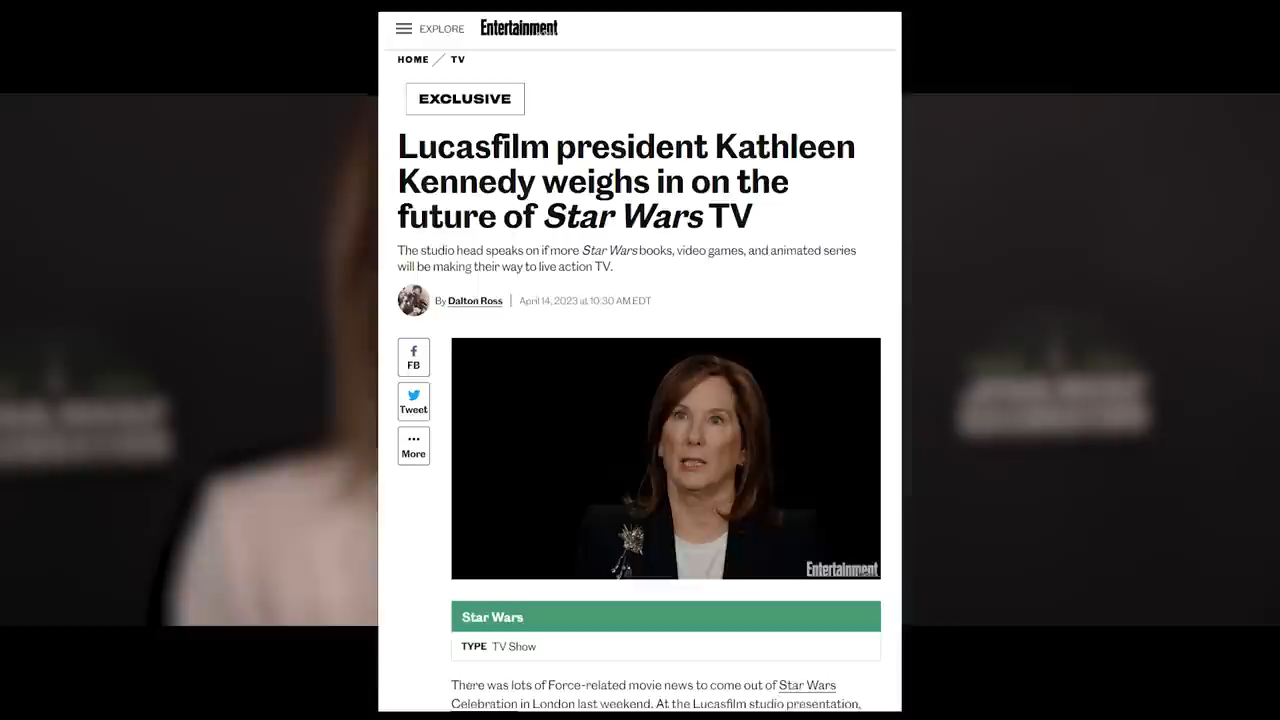 EXPLORE Entertainment
HOME / TV
EXCLUSIVE
Lucasfilm president Kathleen
Kennedy weighs in on the
future of Star Wars TV
The studio head speaks on if more Star Wars books, video games, and animated series
will be making their way to live action TV.
By Dalton Ross | April 14, 2023 at 10:30 AM EDT
FB
Tweet
More
Entertainment
Star Wars
TYPE TV Show
There was lots of Force-related movie news to come out of Star Wars
Celebration in London last weekend. At the Lucasfilm studio presentation,